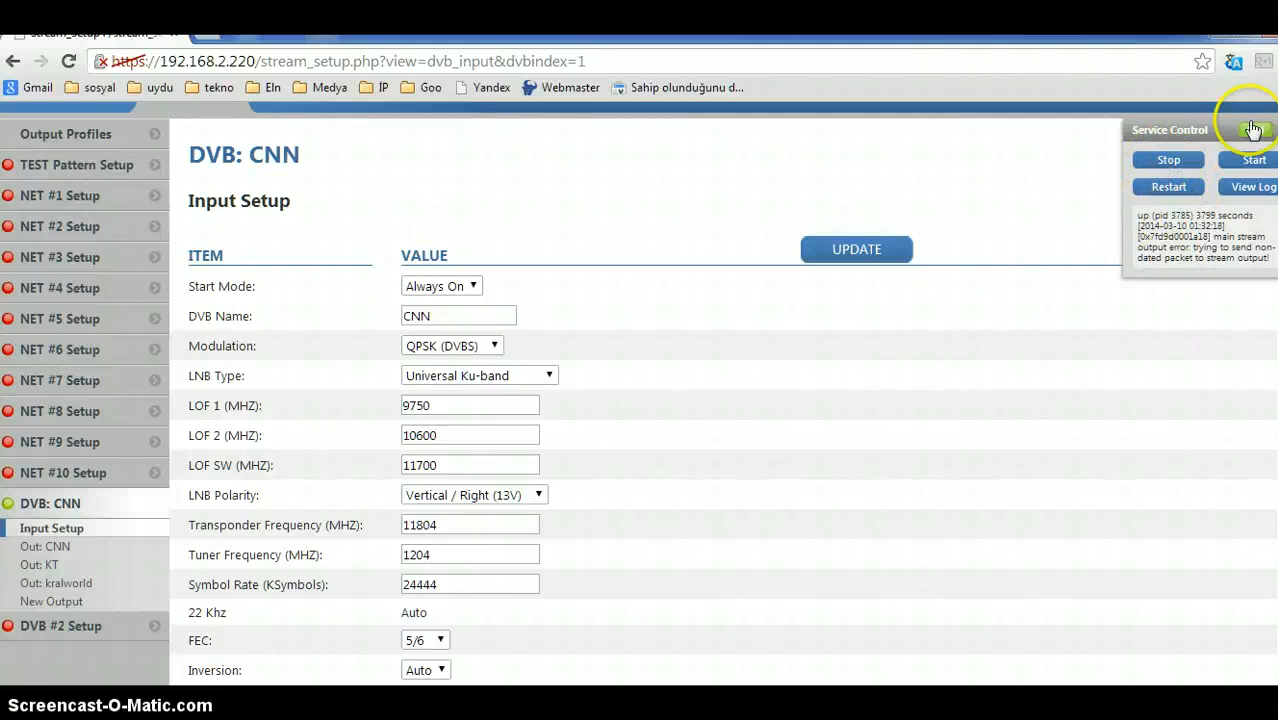 https://192.168.2.220/stream_setup.php?view=dvb_input&dvbindex=1
Gmail sosyal uydu tekno Eln Medya İP Goo Yandex Webmaster Sahip olunduğunu d...
Output Profiles
TEST Pattern Setup
NET #1 Setup
NET #2 Setup
NET #3 Setup
NET #4 Setup
NET #5 Setup
NET #6 Setup
NET #7 Setup
NET #8 Setup
NET #9 Setup
NET #10 Setup
DVB: CNN
Input Setup
Out: CNN
Out: KT
Out: kralworld
New Output
DVB #2 Setup
DVB: CNN
Input Setup
ITEM VALUE UPDATE
Start Mode: Always On
DVB Name: CNN
Modulation: QPSK (DVBS)
LNB Type: Universal Ku-band
LOF 1 (MHZ): 9750
LOF 2 (MHZ): 10600
LOF SW (MHZ): 11700
LNB Polarity: Vertical / Right (13V)
Transponder Frequency (MHZ): 11804
Tuner Frequency (MHZ): 1204
Symbol Rate (KSymbols): 24444
22 Khz Auto
FEC: 5/6
Inversion: Auto
Service Control
Stop Start
Restart View Log
up (pid 3785) 3799 seconds
[2014-03-10 01:32:18]
[0x7fd9d0001a18] main stream
output error: trying to send non-
dated packet to stream output!
Screencast-O-Matic.com